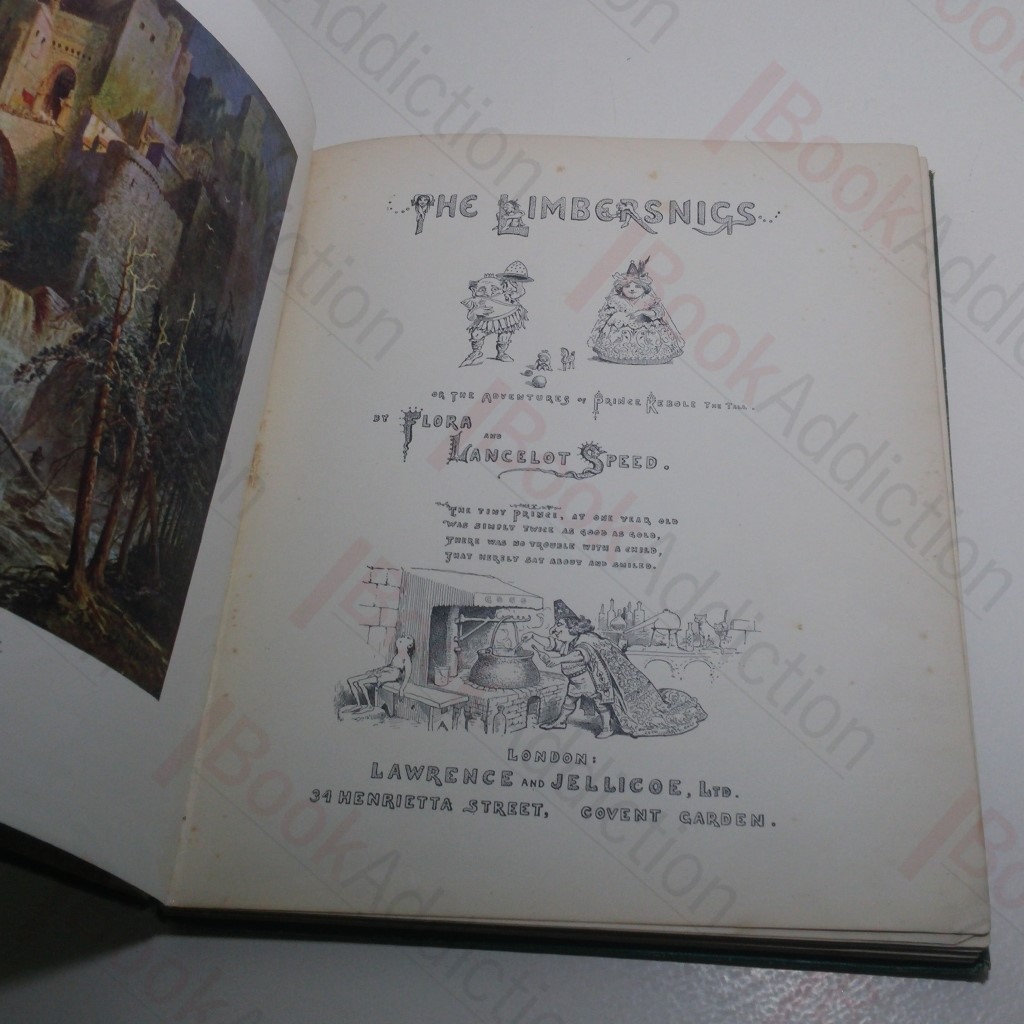 THE LIMBERSNIGS
OR THE ADVENTURES OF PRINCE KEBOLE THE TALL.
BY FLORA
AND
LANCELOT SPEED.
THE TINY PRINCE, AT ONE YEAR OLD
WAS SIMPLY TWICE AS GOOD AS GOLD,
THERE WAS NO TROUBLE WITH A CHILD,
THAT MERELY SAT ABOUT AND SMILED.
LONDON:
LAWRENCE AND JELLICOE, LTD.
34 HENRIETTA STREET, COVENT GARDEN.
BookAddiction